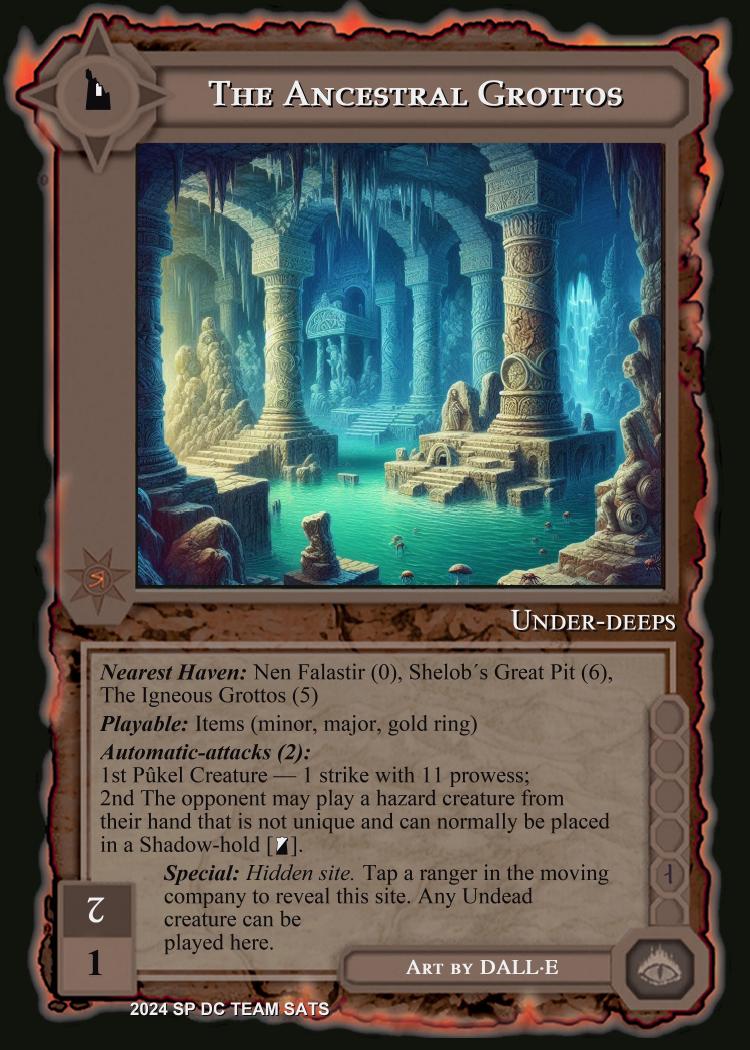 The Ancestral Grottos
Under-deeps
Nearest Haven: Nen Falastir (0), Shelob´s Great Pit (6),
The Igneous Grottos (5)
Playable: Items (minor, major, gold ring)
Automatic-attacks (2):
1st Pûkel Creature — 1 strike with 11 prowess;
2nd The opponent may play a hazard creature from
their hand that is not unique and can normally be placed
in a Shadow-hold [ ].
Special: Hidden site. Tap a ranger in the moving
company to reveal this site. Any Undead
creature can be
played here.
1
Art by DALL·E
2024 SP DC TEAM SATS